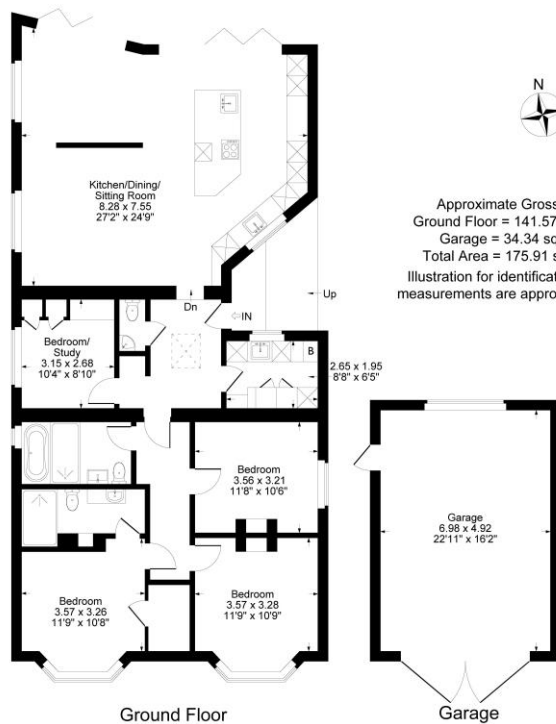 N
Kitchen/Dining/
Sitting Room
8.28 x 7.55
27'2" x 24'9"
Approximate Gross
Ground Floor = 141.57
Garage = 34.34 sq
Total Area = 175.91 s
Illustration for identificat
measurements are appro
Dn
IN
Up
Bedroom/
Study
3.15 x 2.68
10'4" x 8'10"
B
2.65 x 1.95
8'8" x 6'5"
Bedroom
3.56 x 3.21
11'8" x 10'6"
Garage
6.98 x 4.92
22'11" x 16'2"
Bedroom
3.57 x 3.26
11'9" x 10'8"
Bedroom
3.57 x 3.28
11'9" x 10'9"
Ground Floor
Garage